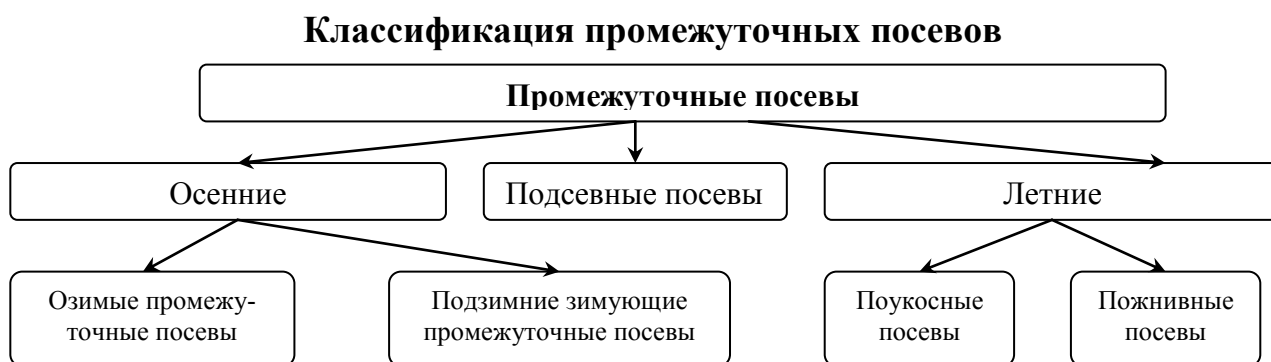 Классификация промежуточных посевов
Промежуточные посевы
Осенние
Подсевные посевы
Летние
Озимые промежу-
точные посевы
Подзимние зимующие
промежуточные посевы
Поукосные
посевы
Пожнивные
посевы